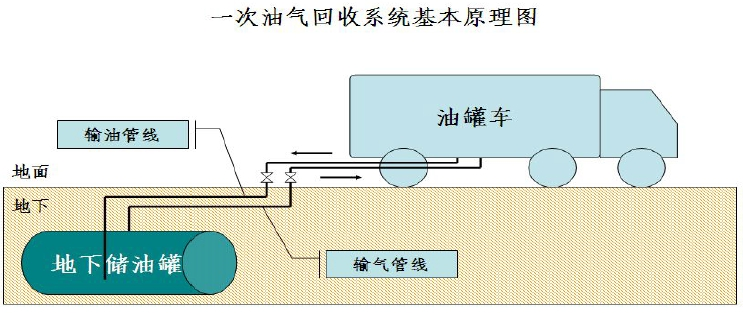 一次油气回收系统基本原理图
油罐车
输油管线
地面
地下
地下储油罐
输气管线